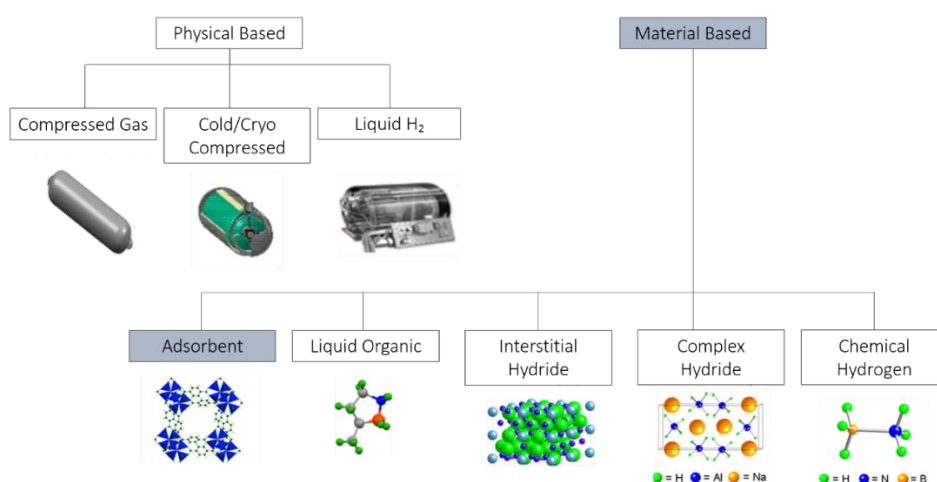 Physical Based
Material Based
Compressed Gas
Cold/Cryo
Compressed
Liquid H₂
Adsorbent
Liquid Organic
Interstitial
Hydride
Complex
Hydride
Chemical
Hydrogen
= H = Al = Na
= H = N = B